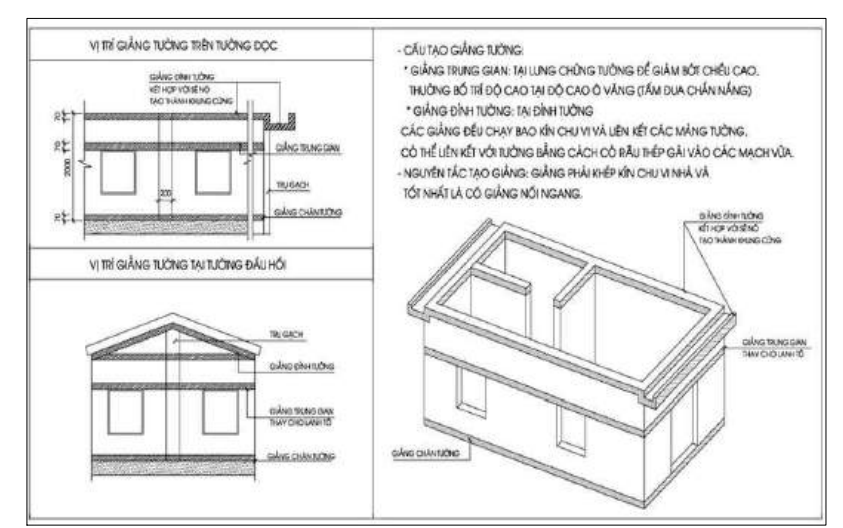 VỊ TRÍ GIẰNG TƯỜNG TRÊN TƯỜNG DỌC
GIẰNG ĐỈNH TƯỜNG
KẾT HỢP VỚI SÊ NÔ
TẠO THÀNH KHUNG CỨNG
70
70
2000
GIẰNG TRUNG GIAN
200
TRỤ GẠCH
70
GIẰNG CHÂN TƯỜNG
VỊ TRÍ GIẰNG TƯỜNG TẠI TƯỜNG ĐẦU HỒI
TRỤ GẠCH
GIẰNG ĐỈNH TƯỜNG
GIẰNG TRUNG GIAN
THAY CHO LANH TÔ
GIẰNG CHÂN TƯỜNG
- CẤU TẠO GIẰNG TƯỜNG:
* GIẰNG TRUNG GIAN: TẠI LƯNG CHỪNG TƯỜNG ĐỂ GIẢM BỚT CHIỀU CAO,
THƯỜNG BỐ TRÍ ĐỘ CAO TẠI ĐỘ CAO Ô VĂNG (TẤM ĐUA CHẮN NẮNG)
* GIẰNG ĐỈNH TƯỜNG: TẠI ĐỈNH TƯỜNG
CÁC GIẰNG ĐỀU CHẠY BAO KÍN CHU VI VÀ LIÊN KẾT CÁC MẢNG TƯỜNG,
CÓ THỂ LIÊN KẾT VỚI TƯỜNG BẰNG CÁCH CÓ RÂU THÉP GÀI VÀO CÁC MẠCH VỮA.
- NGUYÊN TẮC TẠO GIẰNG: GIẰNG PHẢI KHÉP KÍN CHU VI NHÀ VÀ
TỐT NHẤT LÀ CÓ GIẰNG NỐI NGANG.
GIẰNG ĐỈNH TƯỜNG
KẾT HỢP VỚI SÊ NÔ
TẠO THÀNH KHUNG CỨNG
GIẰNG TRUNG GIAN
THAY CHO LANH TÔ
GIẰNG CHÂN TƯỜNG